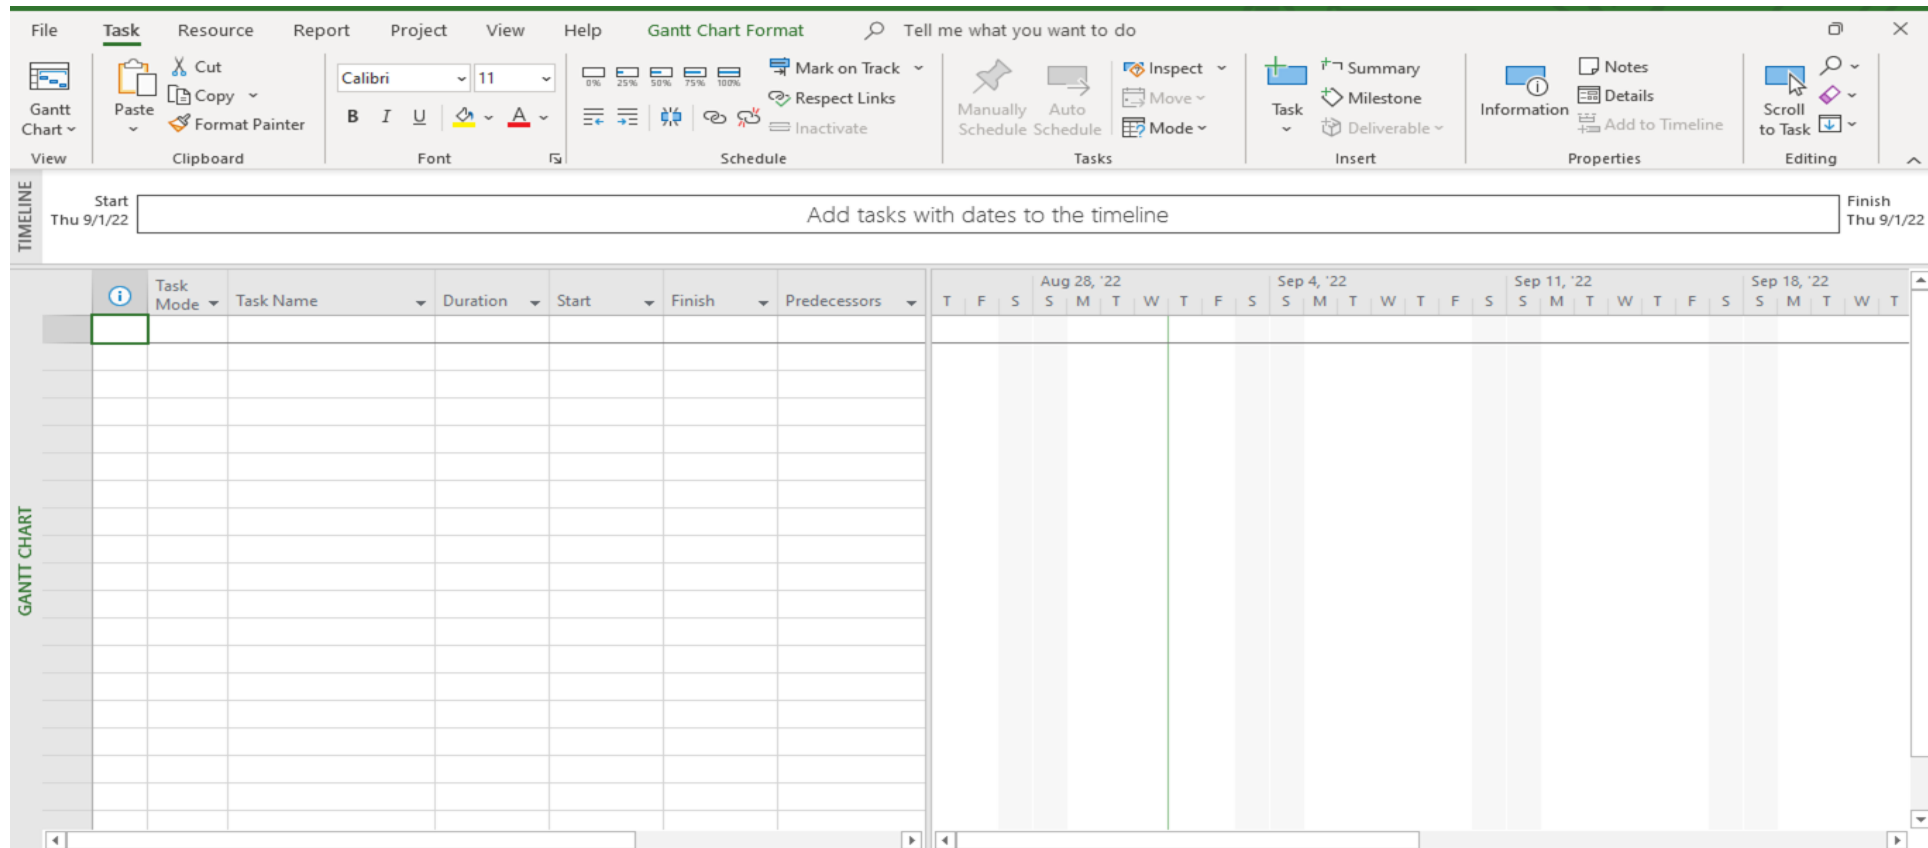 File Task Resource Report Project View Help Gantt Chart Format Tell me what you want to do
Gantt Chart
View
Paste
Cut
Copy
Format Painter
Clipboard
Calibri 11
B I U A
Font
0% 25% 50% 75% 100%
Mark on Track
Respect Links
Inactivate
Schedule
Manually Schedule
Auto Schedule
Inspect
Move
Mode
Tasks
Task
Summary
Milestone
Deliverable
Insert
Information
Notes
Details
Add to Timeline
Properties
Scroll to Task
Editing
TIMELINE
Start
Thu 9/1/22
Add tasks with dates to the timeline
Finish
Thu 9/1/22
GANTT CHART
Task Mode Task Name Duration Start Finish Predecessors
Aug 28, '22 Sep 4, '22 Sep 11, '22 Sep 18, '22
T F S S M T W T F S S M T W T F S S M T W T F S S M T W T